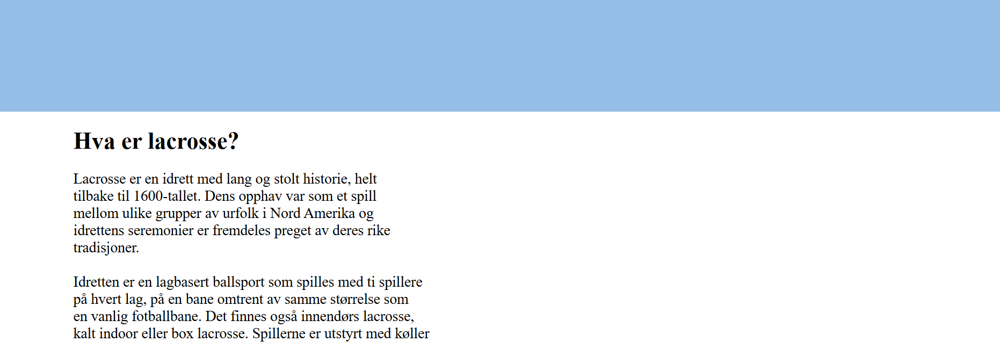 Hva er lacrosse?
Lacrosse er en idrett med lang og stolt historie, helt
tilbake til 1600-tallet. Dens opphav var som et spill
mellom ulike grupper av urfolk i Nord Amerika og
idrettens seremonier er fremdeles preget av deres rike
tradisjoner.
Idretten er en lagbasert ballsport som spilles med ti spillere
på hvert lag, på en bane omtrent av samme størrelse som
en vanlig fotballbane. Det finnes også innendørs lacrosse,
kalt indoor eller box lacrosse. Spillerne er utstyrt med køller